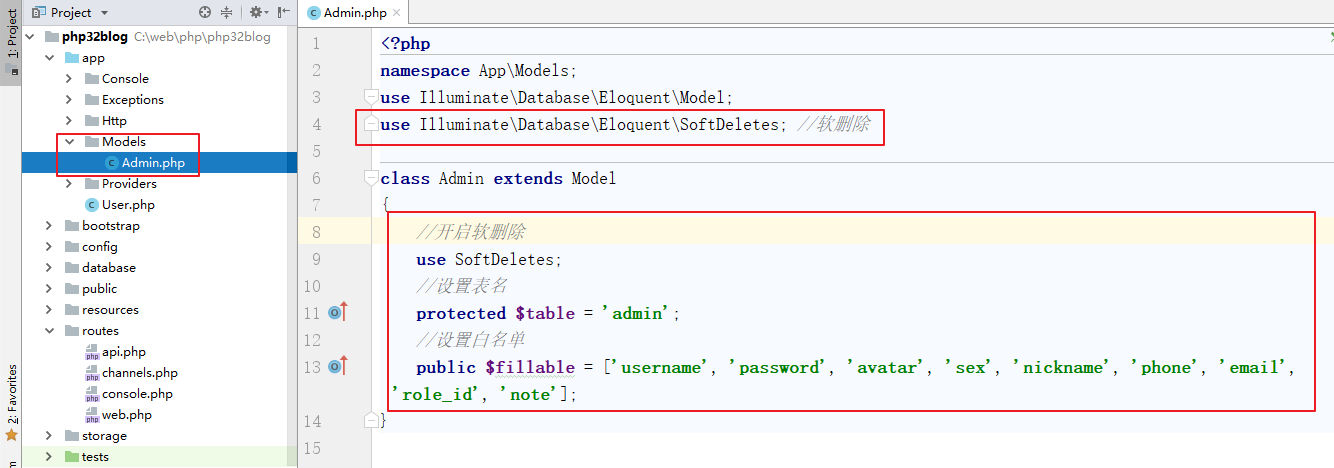 1: Project
2: Favorites
Project
php32blog C:\web\php\php32blog
app
Console
Exceptions
Http
Models
Admin.php
Providers
User.php
bootstrap
config
database
public
resources
routes
api.php
channels.php
console.php
web.php
storage
tests
Admin.php
1 <?php
2 namespace App\Models;
3 use Illuminate\Database\Eloquent\Model;
4 use Illuminate\Database\Eloquent\SoftDeletes; //软删除
5
6 class Admin extends Model
7 {
8 //开启软删除
9 use SoftDeletes;
10 //设置表名
11 protected $table = 'admin';
12 //设置白名单
13 public $fillable = ['username', 'password', 'avatar', 'sex', 'nickname', 'phone', 'email',
'role_id', 'note'];
14 }
15